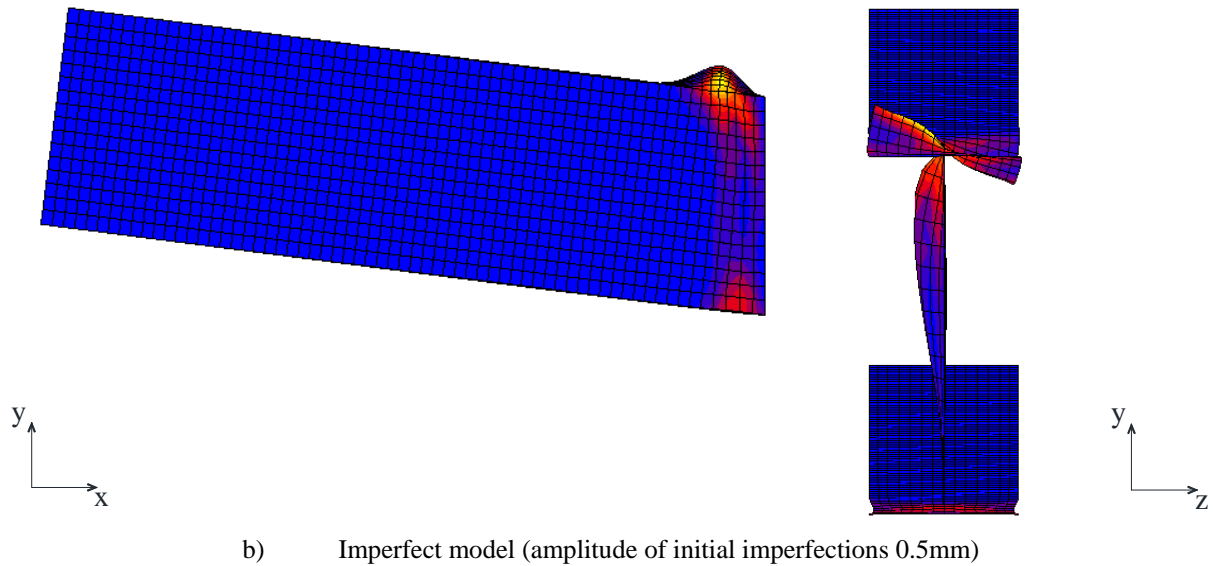 y
x
y
z
b) Imperfect model (amplitude of initial imperfections 0.5mm)